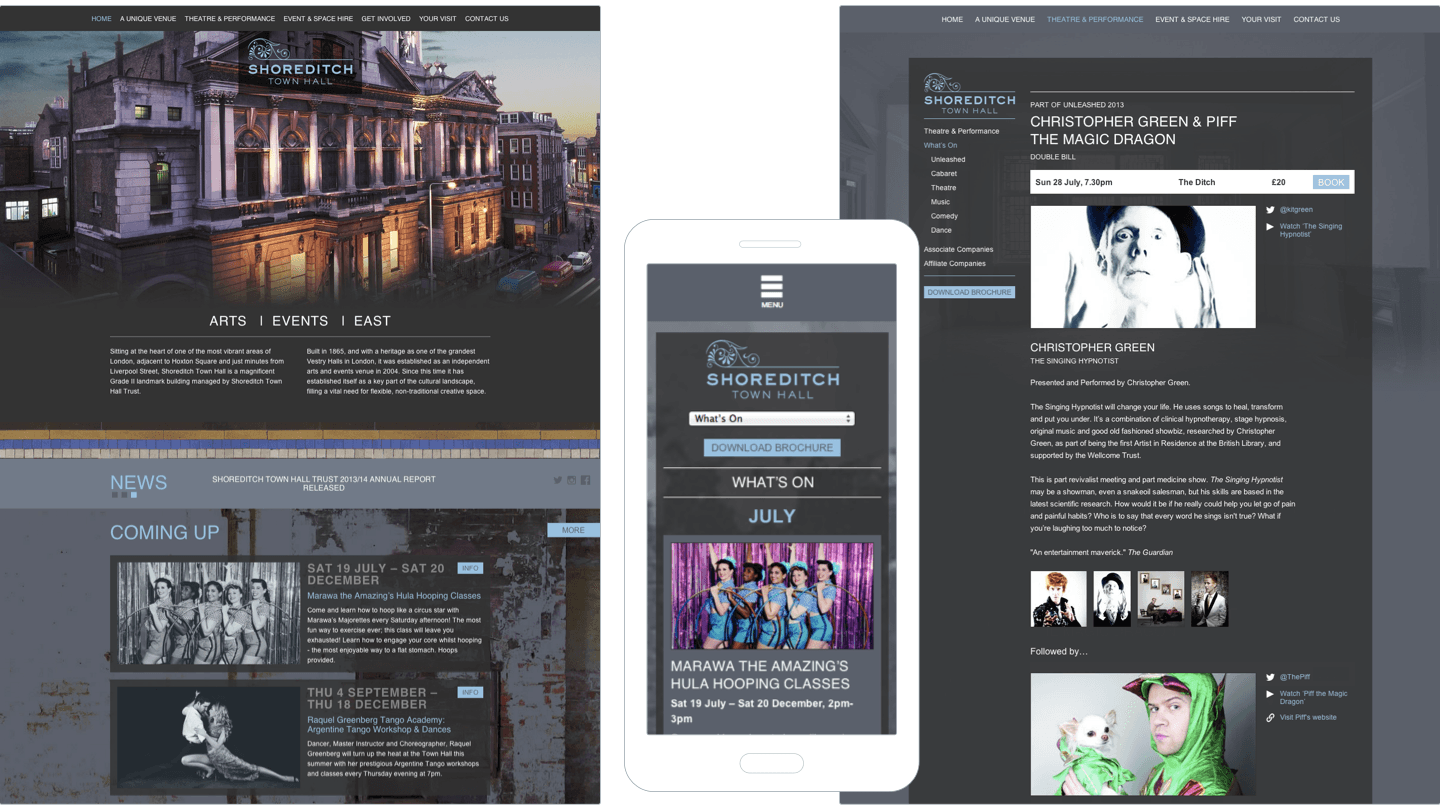 HOME A UNIQUE VENUE THEATRE & PERFORMANCE EVENT & SPACE HIRE GET INVOLVED YOUR VISIT CONTACT US
SHOREDITCH
TOWN HALL
ARTS | EVENTS | EAST
Sitting at the heart of one of the most vibrant areas of
London, adjacent to Hoxton Square and just minutes from
Liverpool Street, Shoreditch Town Hall is a magnificent
Grade II landmark building managed by Shoreditch Town
Hall Trust.
Built in 1865, and with a heritage as one of the grandest
Vestry Halls in London, it was established as an independent
arts and events venue in 2004. Since this time it has
established itself as a key part of the cultural landscape,
filling a vital need for flexible, non-traditional creative space.
NEWS
SHOREDITCH TOWN HALL TRUST 2013/14 ANNUAL REPORT
RELEASED
COMING UP
MORE
SAT 19 JULY – SAT 20
DECEMBER
INFO
Marawa the Amazing's Hula Hooping Classes
Come and learn how to hoop like a circus star with
Marawa's Majorettes every Saturday afternoon! The most
fun way to exercise ever; this class will leave you
exhausted! Learn how to engage your core whilst hooping
- the most enjoyable way to a flat stomach. Hoops
provided.
THU 4 SEPTEMBER –
THU 18 DECEMBER
INFO
Raquel Greenberg Tango Academy:
Argentine Tango Workshop & Dances
Dancer, Master Instructor and Choreographer, Raquel
Greenberg will turn up the heat at the Town Hall this
summer with her prestigious Argentine Tango workshops
and classes every Thursday evening at 7pm.
MENU
SHOREDITCH
TOWN HALL
What's On
DOWNLOAD BROCHURE
WHAT'S ON
JULY
MARAWA THE AMAZING'S
HULA HOOPING CLASSES
Sat 19 July – Sat 20 December, 2pm-
3pm
HOME A UNIQUE VENUE THEATRE & PERFORMANCE EVENT & SPACE HIRE YOUR VISIT CONTACT US
SHOREDITCH
TOWN HALL
Theatre & Performance
What's On
Unleashed
Cabaret
Theatre
Music
Comedy
Dance
Associate Companies
Affiliate Companies
DOWNLOAD BROCHURE
PART OF UNLEASHED 2013
CHRISTOPHER GREEN & PIFF
THE MAGIC DRAGON
DOUBLE BILL
Sun 28 July, 7.30pm The Ditch £20 BOOK
@kitgreen
Watch 'The Singing
Hypnotist'
CHRISTOPHER GREEN
THE SINGING HYPNOTIST
Presented and Performed by Christopher Green.
The Singing Hypnotist will change your life. He uses songs to heal, transform
and put you under. It's a combination of clinical hypnotherapy, stage hypnosis,
original music and good old fashioned showbiz, researched by Christopher
Green, as part of being the first Artist in Residence at the British Library, and
supported by the Wellcome Trust.
This is part revivalist meeting and part medicine show. The Singing Hypnotist
may be a showman, even a snakeoil salesman, but his skills are based in the
latest scientific research. How would it be if he really could help you let go of pain
and painful habits? Who is to say that every word he sings isn't true? What if
you're laughing too much to notice?
"An entertainment maverick." The Guardian
Followed by…
@ThePiff
Watch 'Piff the Magic
Dragon'
Visit Piff's website